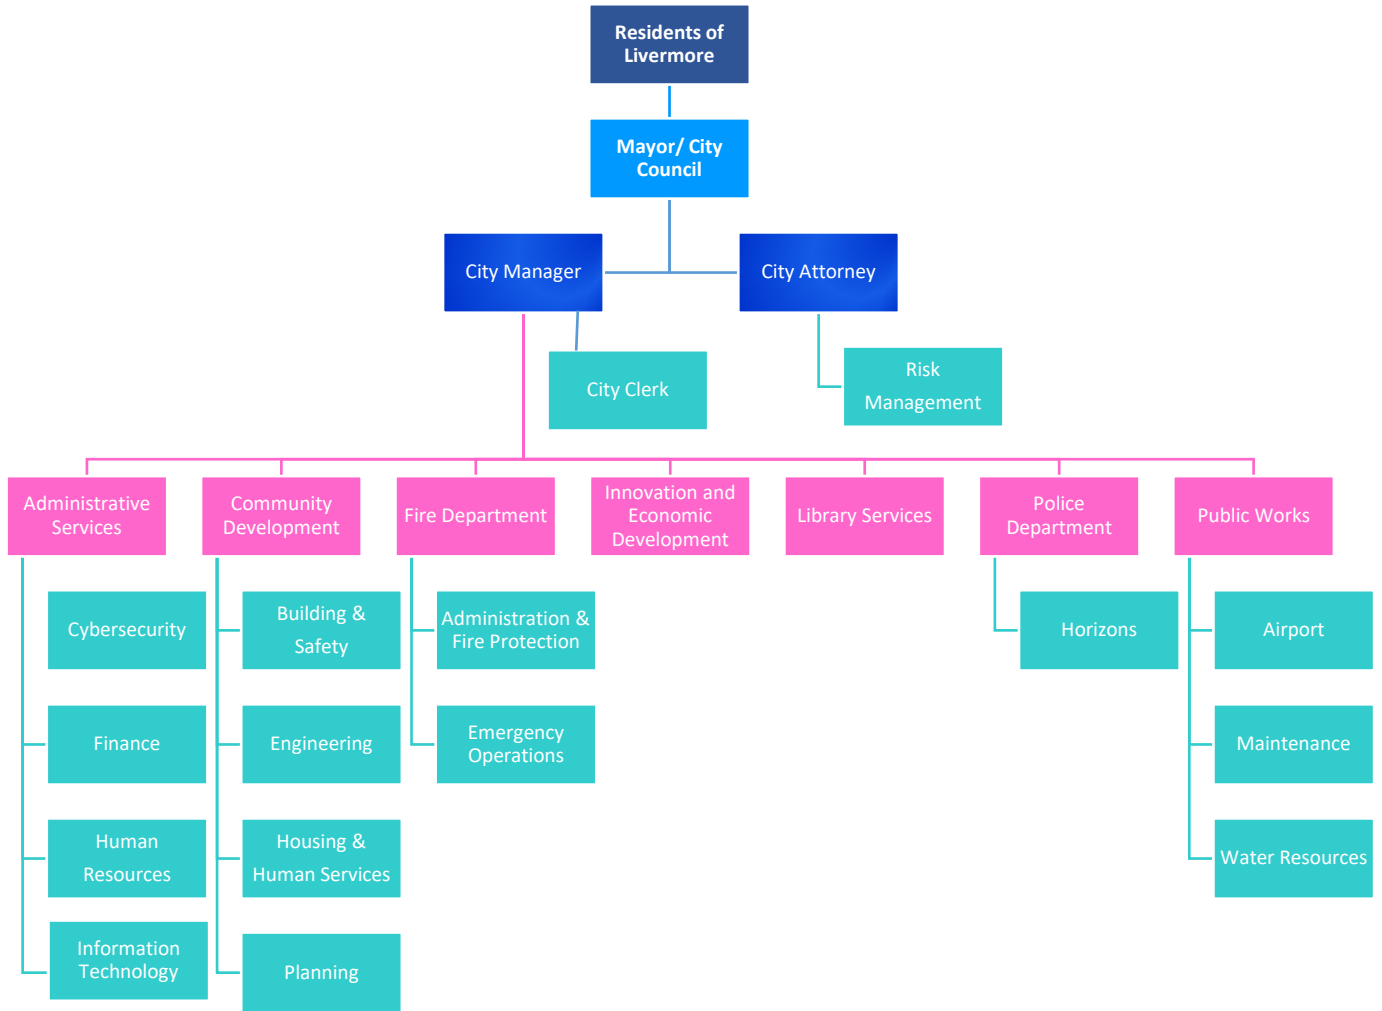 Residents of
Livermore
Mayor/ City
Council
City Manager
City Attorney
City Clerk
Risk
Management
Administrative
Services
Community
Development
Fire Department
Innovation and
Economic
Development
Library Services
Police
Department
Public Works
Cybersecurity
Finance
Human
Resources
Information
Technology
Building &
Safety
Engineering
Housing &
Human Services
Planning
Administration &
Fire Protection
Emergency
Operations
Horizons
Airport
Maintenance
Water Resources